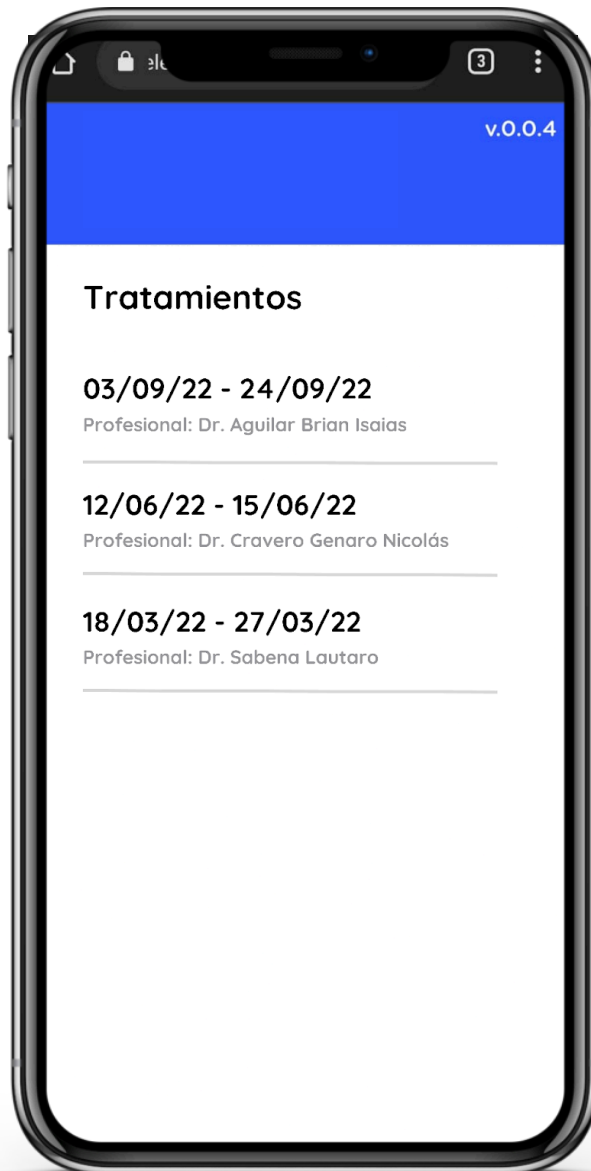 3
v.0.0.4
Tratamientos
03/09/22 - 24/09/22
Profesional: Dr. Aguilar Brian Isaias
12/06/22 - 15/06/22
Profesional: Dr. Cravero Genaro Nicolás
18/03/22 - 27/03/22
Profesional: Dr. Sabena Lautaro